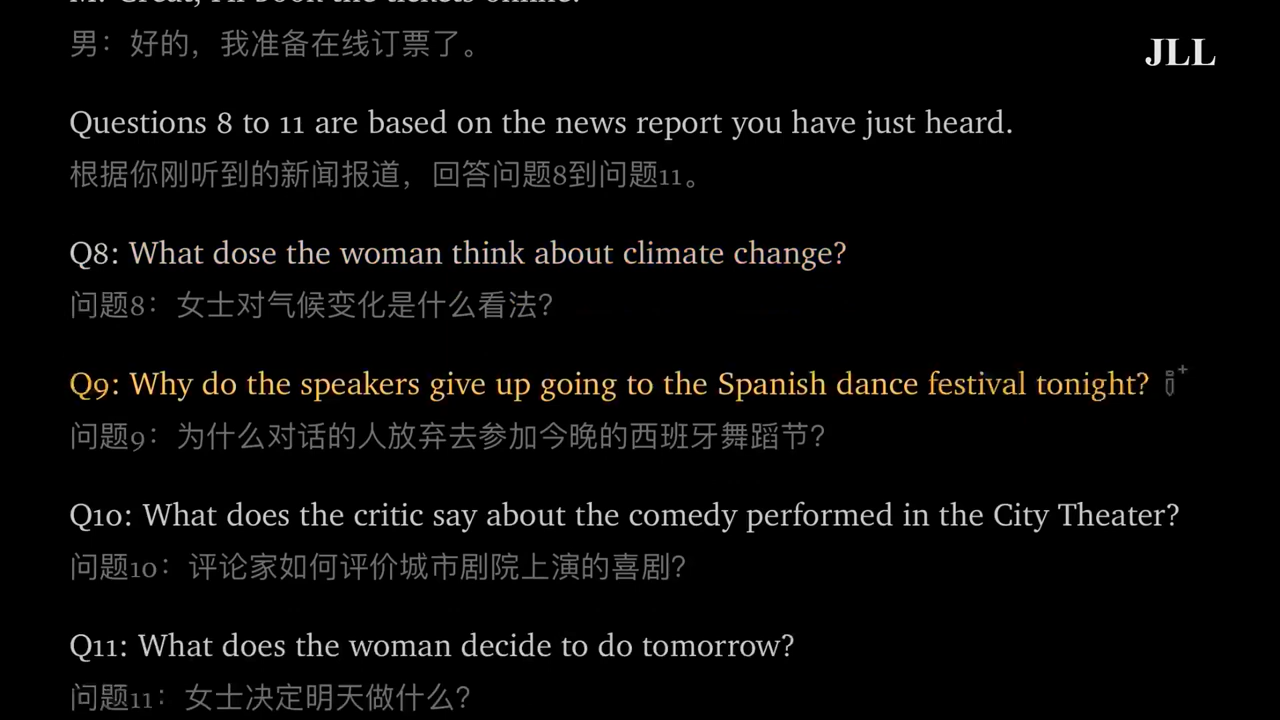 M: Great, I'll book the tickets online.
男：好的，我准备在线订票了。
JLL
Questions 8 to 11 are based on the news report you have just heard.
根据你刚听到的新闻报道，回答问题8到问题11。
Q8: What dose the woman think about climate change?
问题8：女士对气候变化是什么看法？
Q9: Why do the speakers give up going to the Spanish dance festival tonight?
问题9：为什么对话的人放弃去参加今晚的西班牙舞蹈节？
Q10: What does the critic say about the comedy performed in the City Theater?
问题10：评论家如何评价城市剧院上演的喜剧？
Q11: What does the woman decide to do tomorrow?
问题11：女士决定明天做什么？